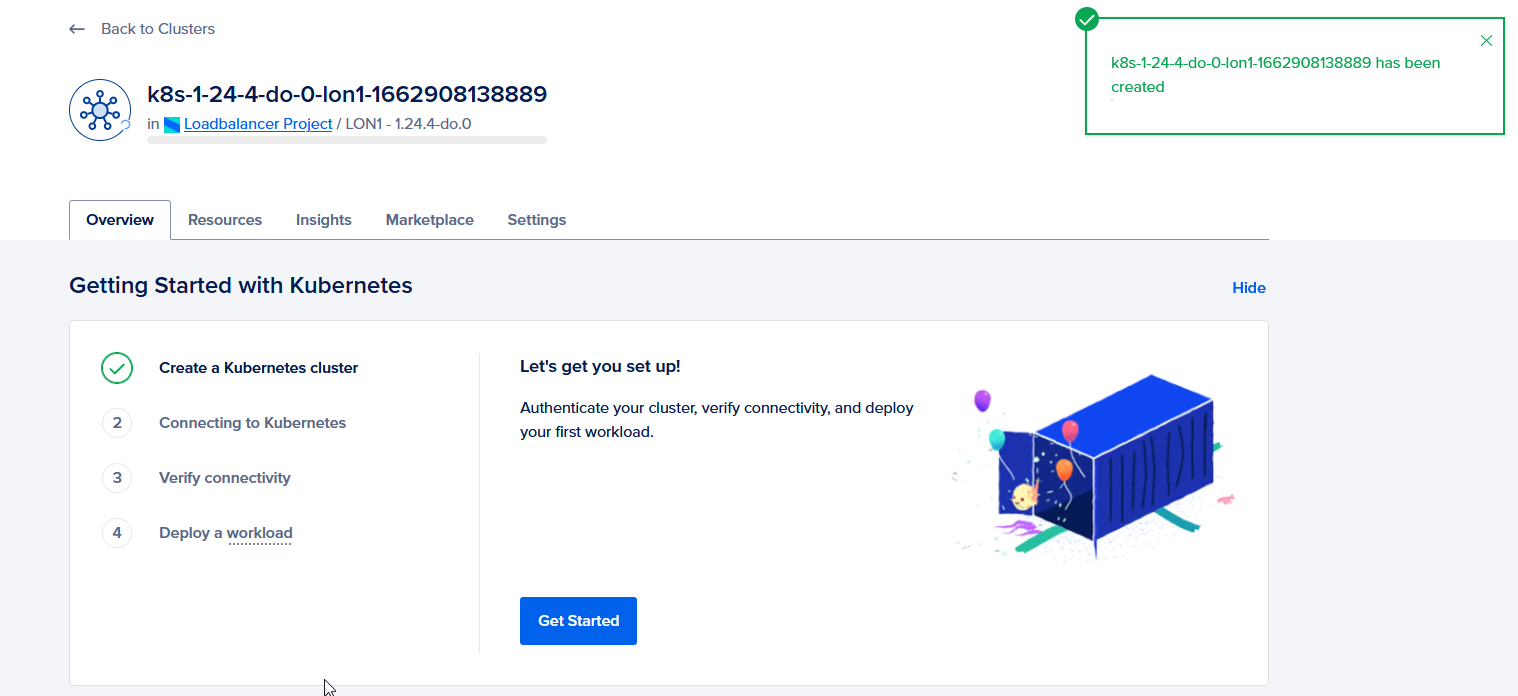 Back to Clusters
k8s-1-24-4-do-0-lon1-1662908138889 has been
created
k8s-1-24-4-do-0-lon1-1662908138889
in Loadbalancer Project / LON1 - 1.24.4-do.0
Overview Resources Insights Marketplace Settings
Getting Started with Kubernetes
Hide
Create a Kubernetes cluster
2 Connecting to Kubernetes
3 Verify connectivity
4 Deploy a workload
Let's get you set up!
Authenticate your cluster, verify connectivity, and deploy
your first workload.
Get Started